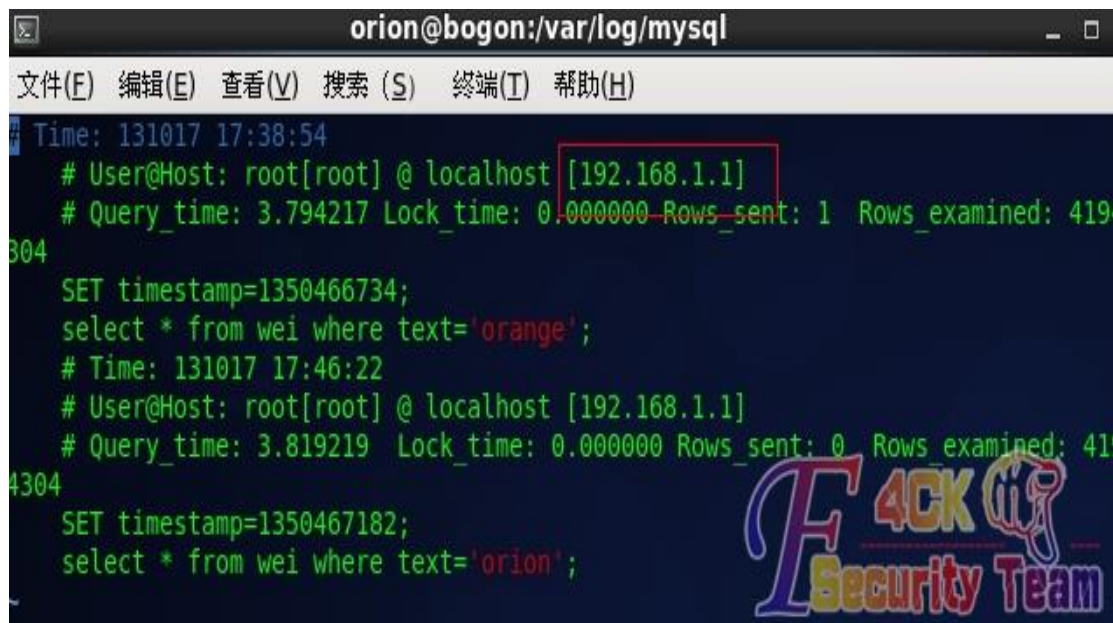 orion@bogon:/var/log/mysql
文件(F) 编辑(E) 查看(V) 搜索 (S) 终端(T) 帮助(H)
# Time: 131017 17:38:54
# User@Host: root[root] @ localhost [192.168.1.1]
# Query_time: 3.794217 Lock_time: 0.000000 Rows_sent: 1 Rows_examined: 419
304
SET timestamp=1350466734;
select * from wei where text='orange';
# Time: 131017 17:46:22
# User@Host: root[root] @ localhost [192.168.1.1]
# Query_time: 3.819219 Lock_time: 0.000000 Rows_sent: 0 Rows_examined: 41
4304
SET timestamp=1350467182;
select * from wei where text='orion';
~
F4CK
Security Team